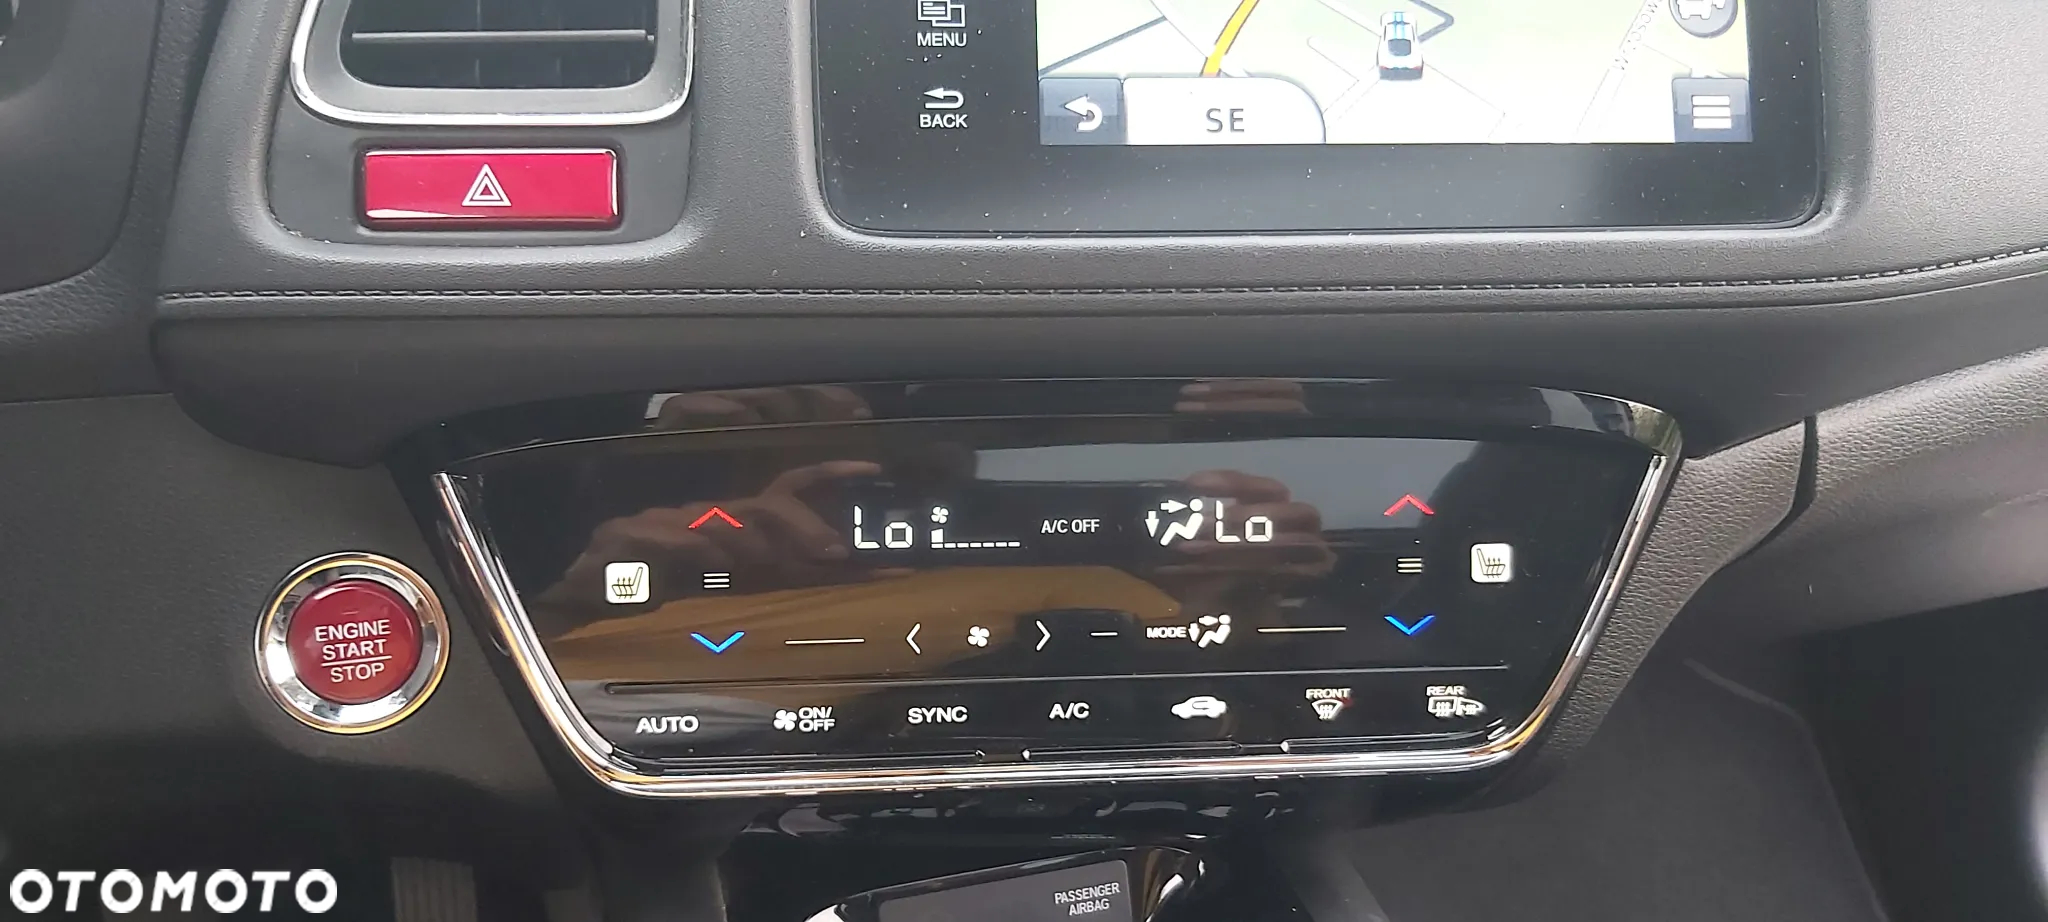 MENU
BACK
SE
Lo A/C OFF Lo
MODE
ENGINE
START
STOP
AUTO
ON/
OFF
SYNC
A/C
FRONT
REAR
PASSENGER
AIRBAG
OTOMOTO